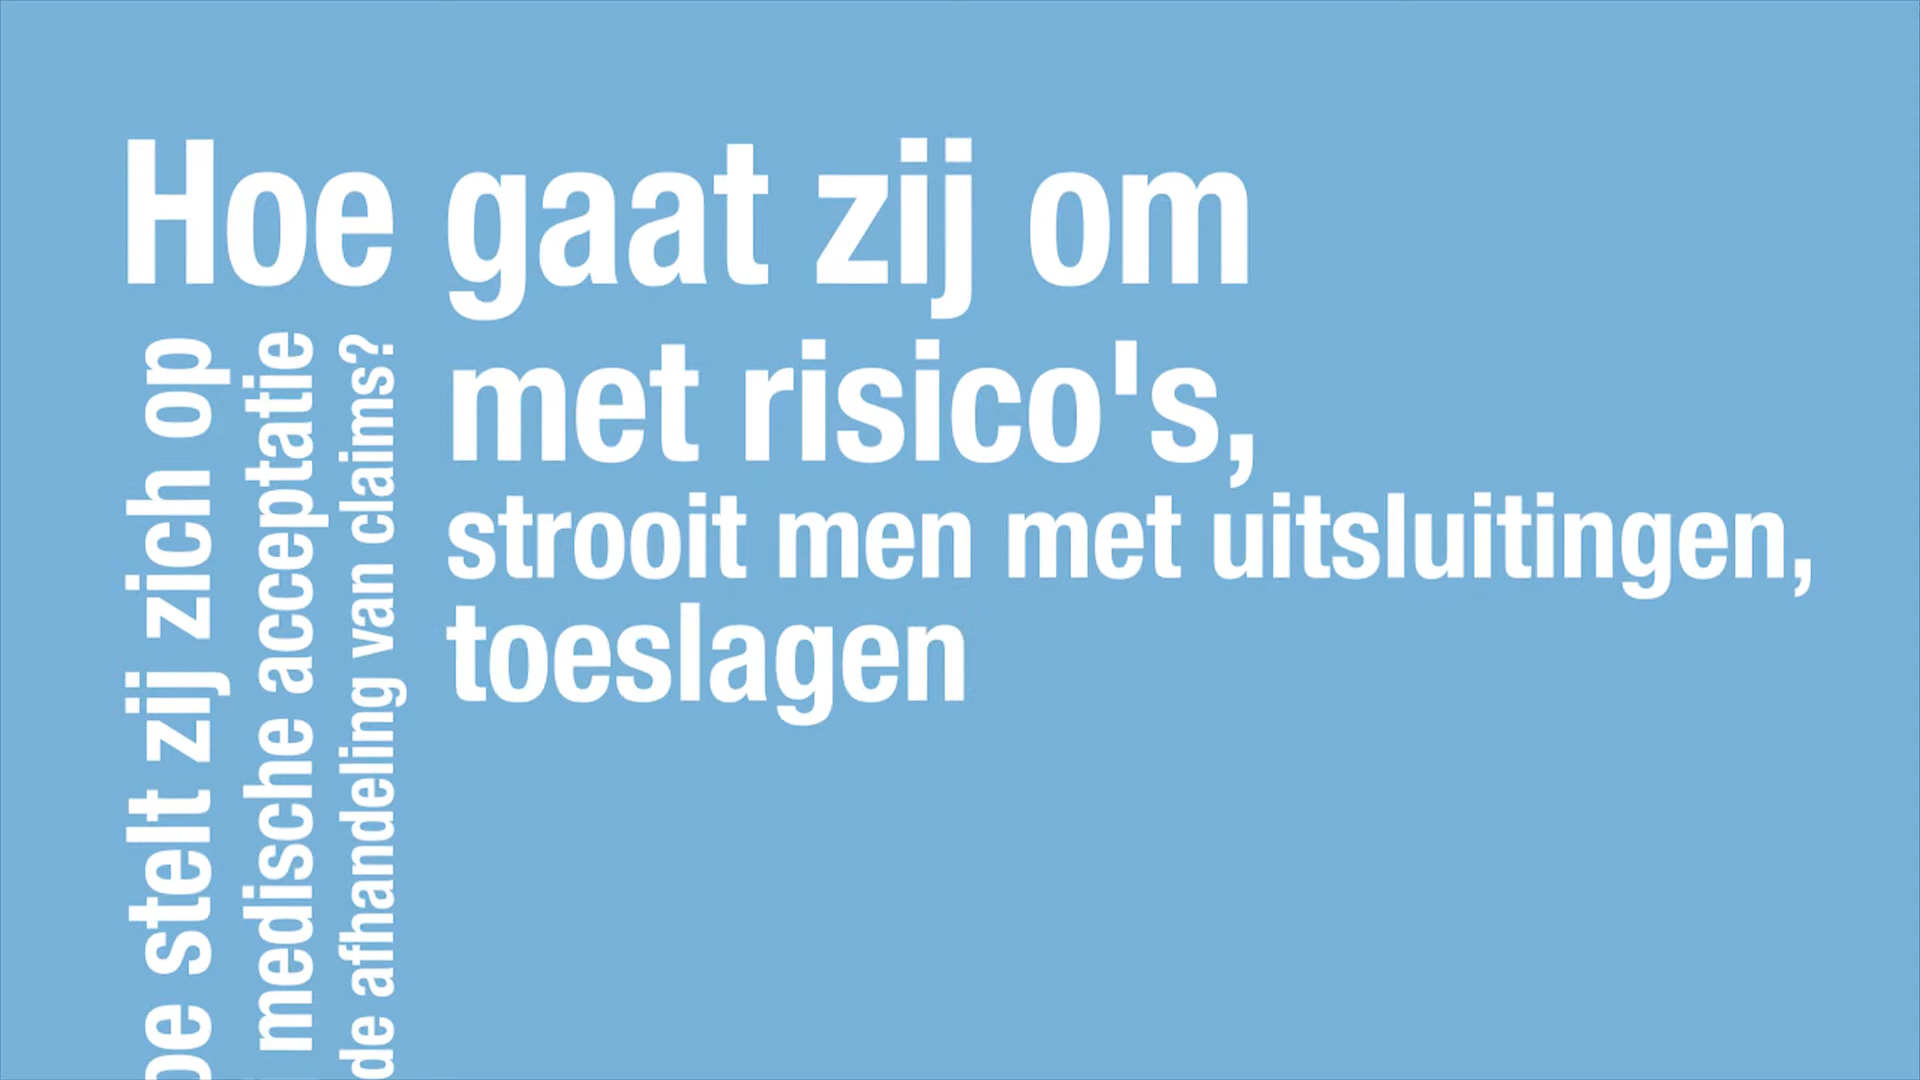 Hoe gaat zij om
met risico's,
strooit men met uitsluitingen,
toeslagen
stelt zij zich op
medische acceptatie
de afhandeling van claims?